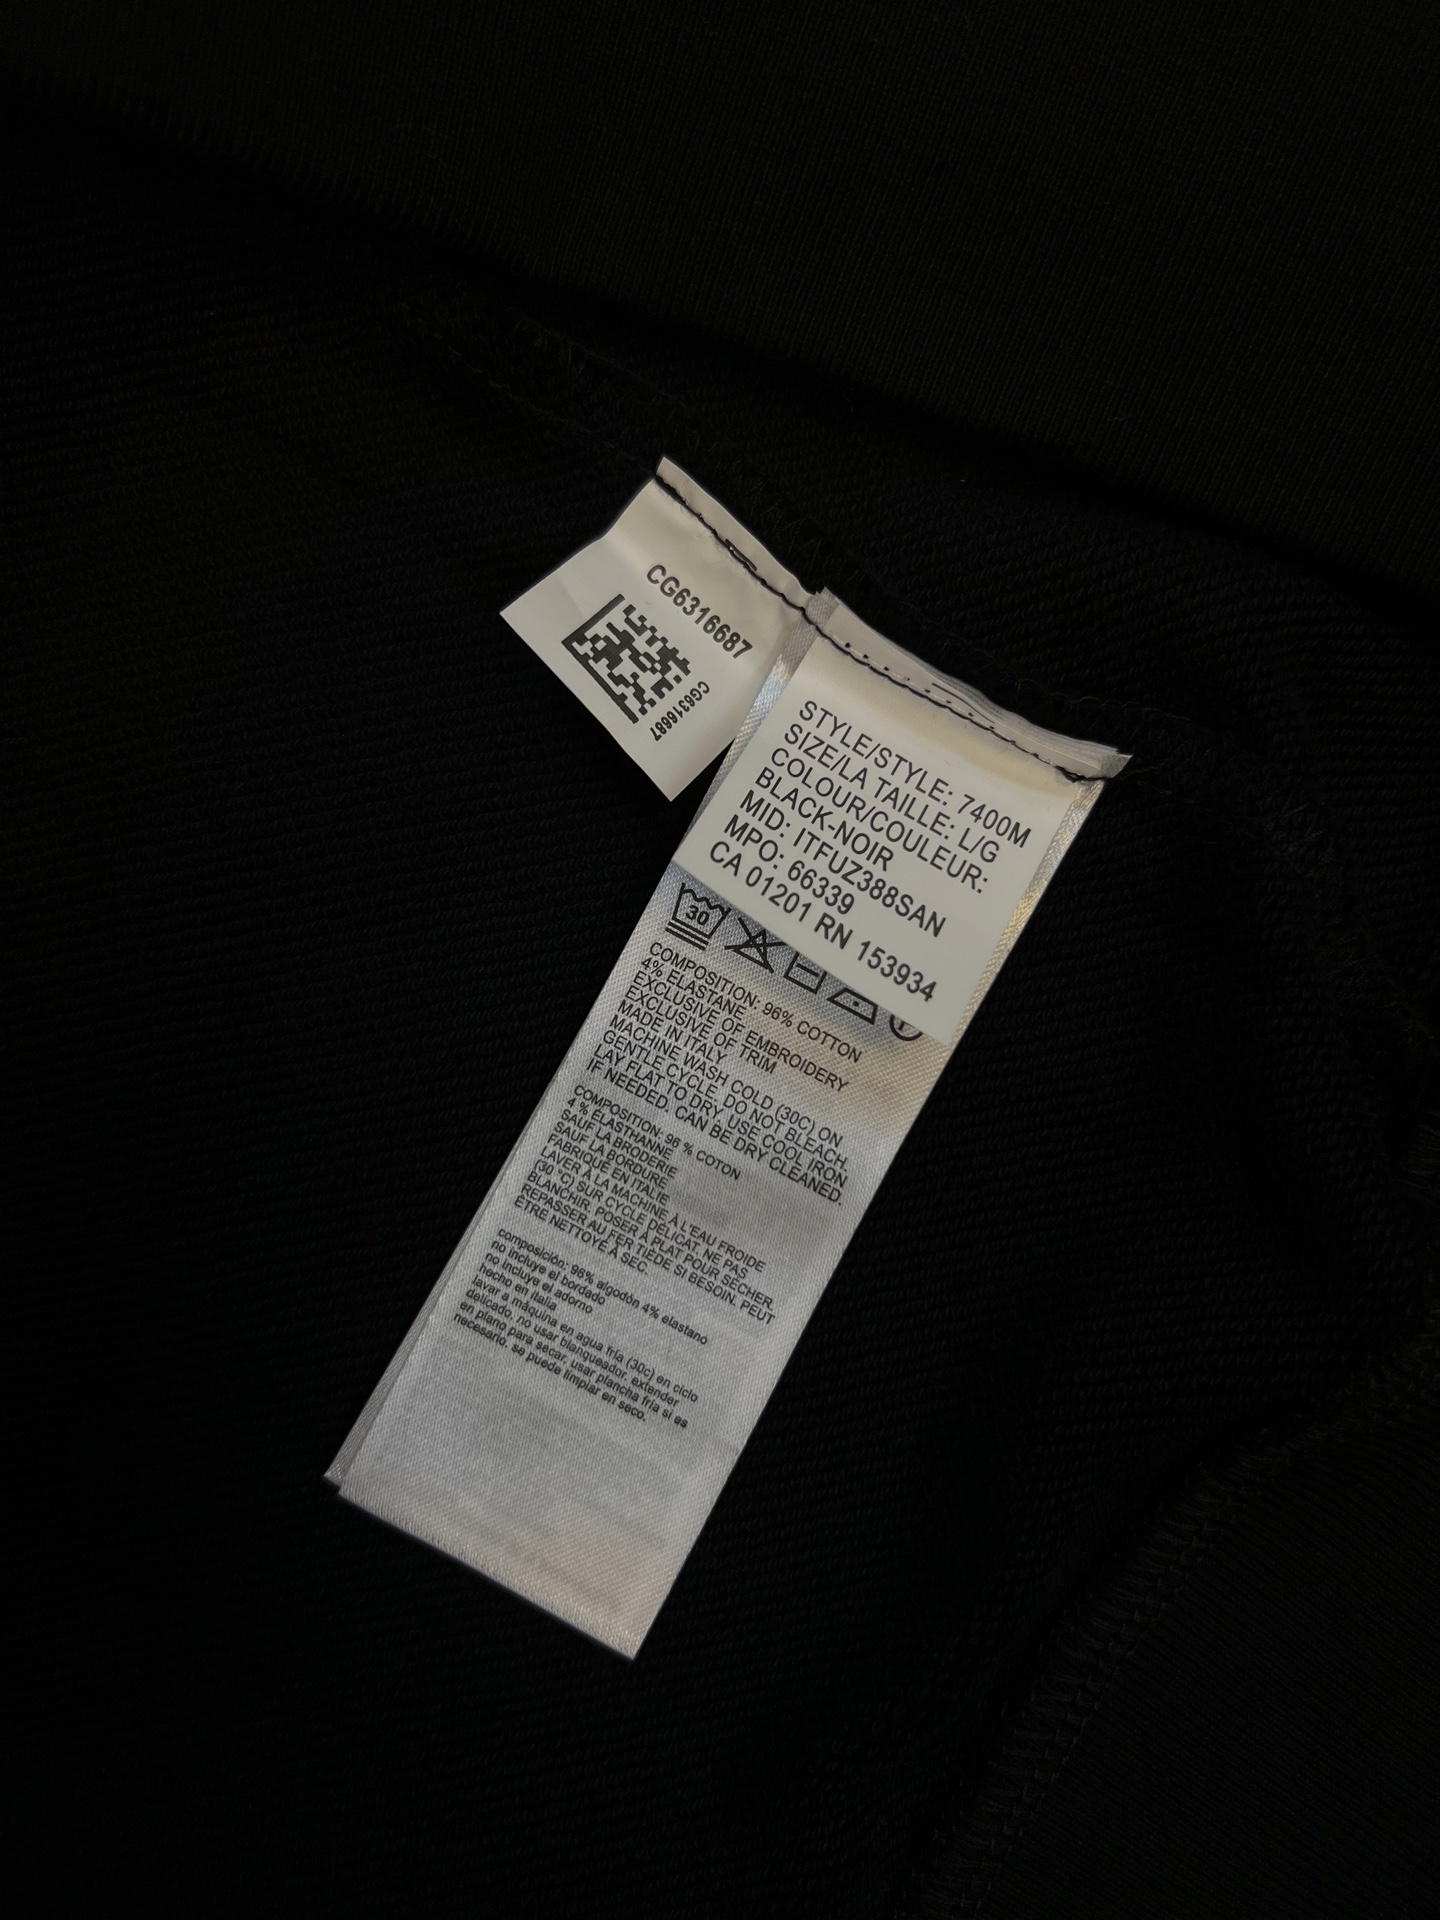 CG6316687
CG6316687
STYLE/STYLE: 7400M
SIZE/LA TAILLE: L/G
COLOUR/COULEUR:
BLACK-NOIR
MID: ITFUZ388SAN
MPO: 66339
CA 01201 RN 153934
30
COMPOSITION: 96% COTTON
4% ELASTANE
EXCLUSIVE OF EMBROIDERY
EXCLUSIVE OF TRIM
MADE IN ITALY
MACHINE WASH COLD (30C) ON
GENTLE CYCLE. DO NOT BLEACH.
LAY FLAT TO DRY. USE COOL IRON
IF NEEDED. CAN BE DRY CLEANED.
COMPOSITION: 96 % COTON
4 % ÉLASTHANNE
SAUF LA BRODERIE
SAUF LA BORDURE
FABRIQUÉ EN ITALIE
LAVER À LA MACHINE À L'EAU FROIDE
(30 °C) SUR CYCLE DÉLICAT. NE PAS
BLANCHIR. POSER À PLAT POUR SÉCHER.
REPASSER AU FER TIÈDE SI BESOIN. PEUT
ÊTRE NETTOYÉ À SEC.
composición: 96% algodón 4% elastano
no incluye el bordado
no incluye el adorno
hecho en italia
lavar a máquina en agua fría (30c) en ciclo
delicado. no usar blanqueador. extender
en plano para secar. usar plancha fría si es
necesario. se puede limpiar en seco.